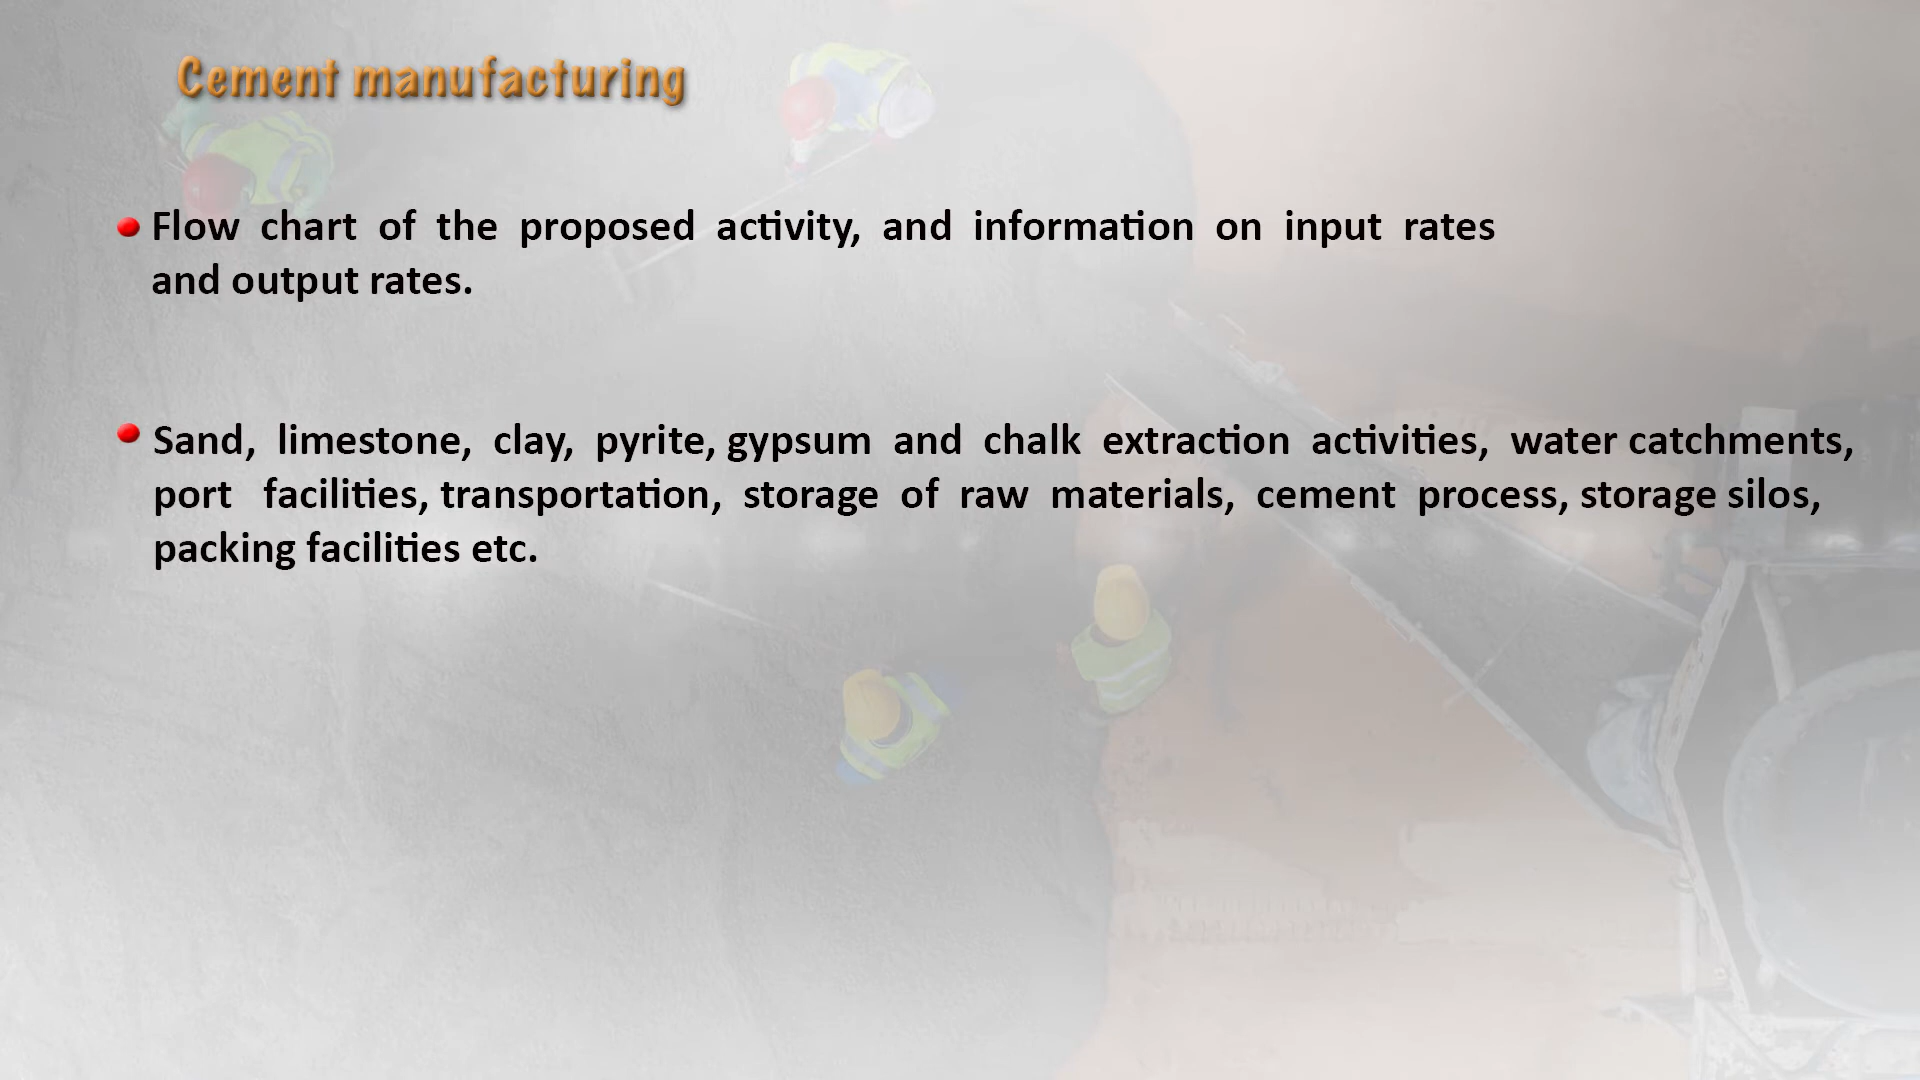 Cement manufacturing
Flow chart of the proposed activity, and information on input rates
and output rates.
Sand, limestone, clay, pyrite, gypsum and chalk extraction activities, water catchments,
port facilities, transportation, storage of raw materials, cement process, storage silos,
packing facilities etc.